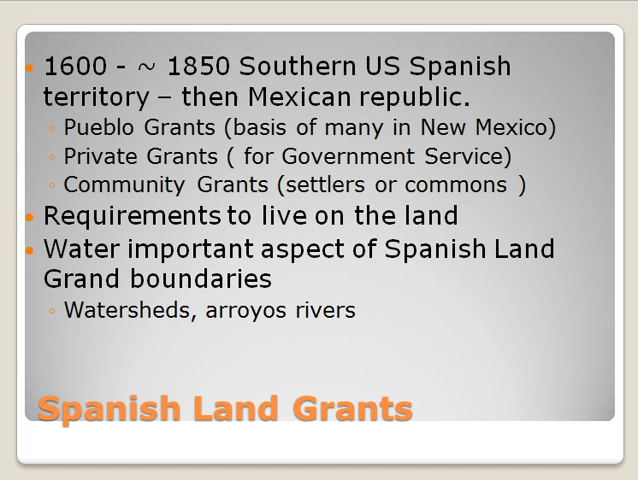 1600 - ~ 1850 Southern US Spanish
territory – then Mexican republic.
Pueblo Grants (basis of many in New Mexico)
Private Grants ( for Government Service)
Community Grants (settlers or commons )
Requirements to live on the land
Water important aspect of Spanish Land
Grand boundaries
Watersheds, arroyos rivers
Spanish Land Grants